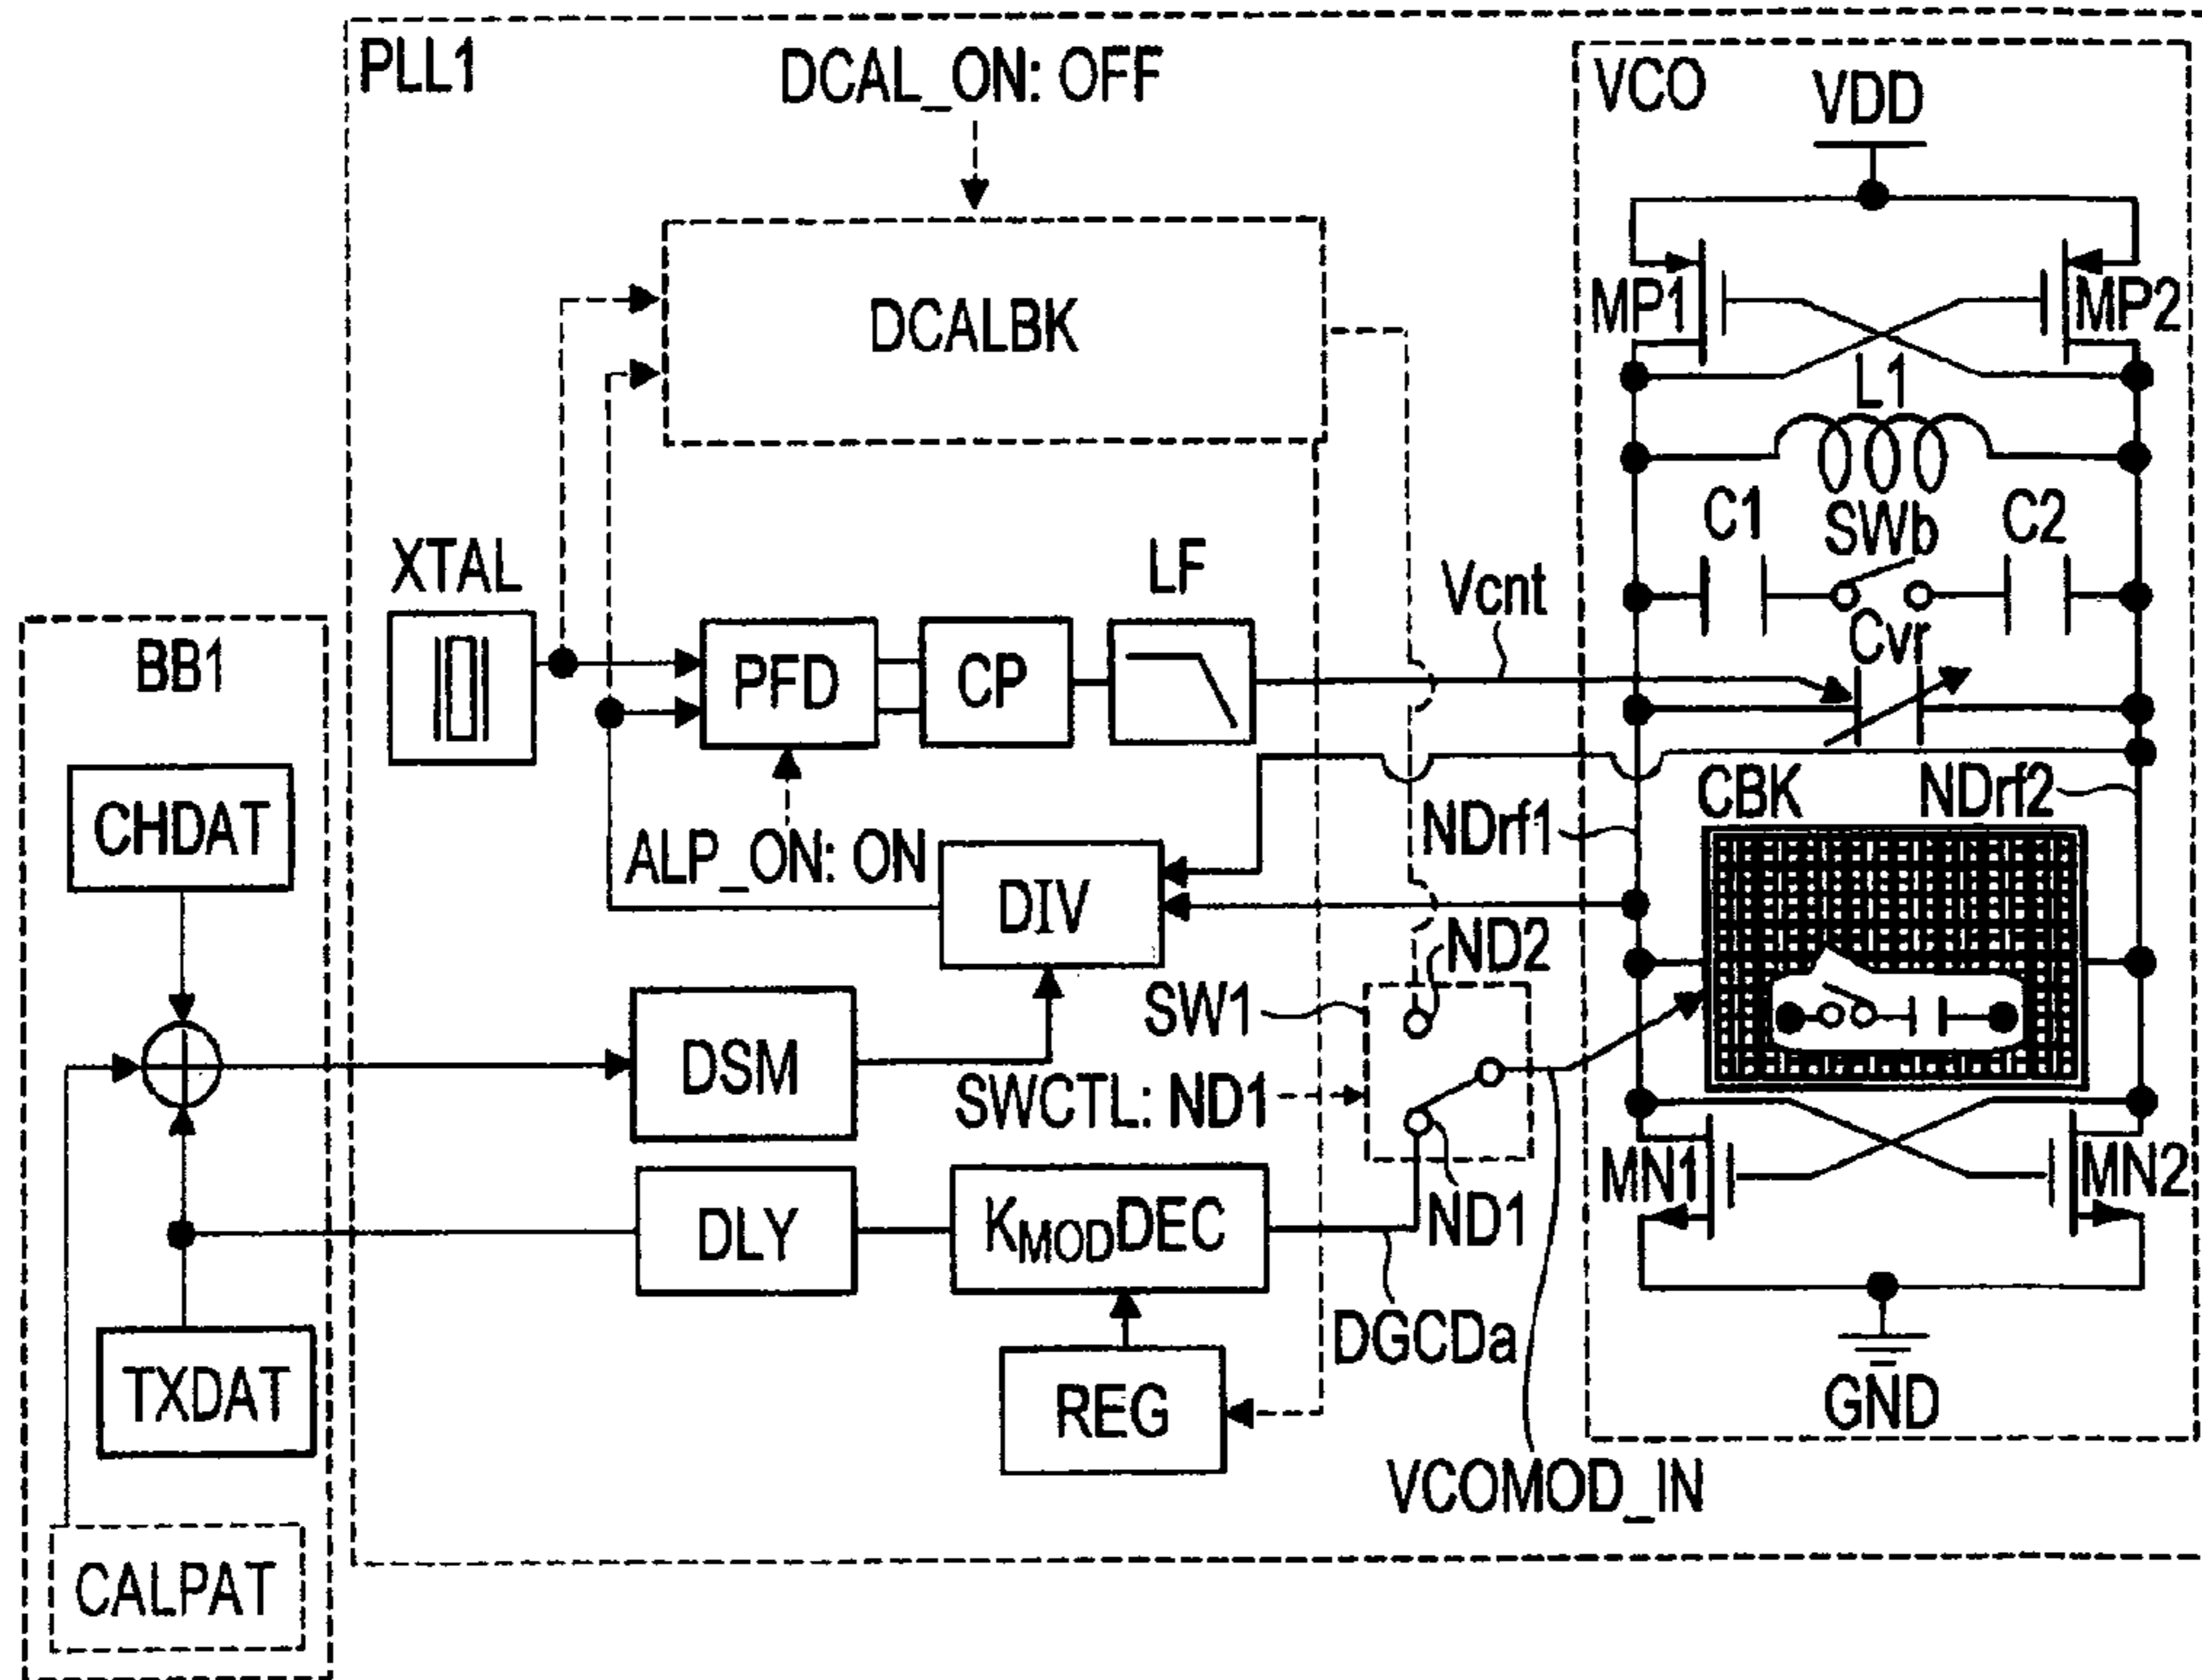 PLL1
DCAL_ON: OFF
VCO
VDD
MP1
MP2
DCALBK
L1
C1
SWb
C2
XTAL
LF
Vcnt
Cvr
BB1
PFD
CP
CHDAT
CBK
NDrf2
NDrf1
ALP_ON: ON
DIV
ND2
SW1
DSM
SWCTL: ND1
MN1
MN2
DLY
KMODDEC
ND1
DGCDa
TXDAT
REG
GND
VCOMOD_IN
CALPAT